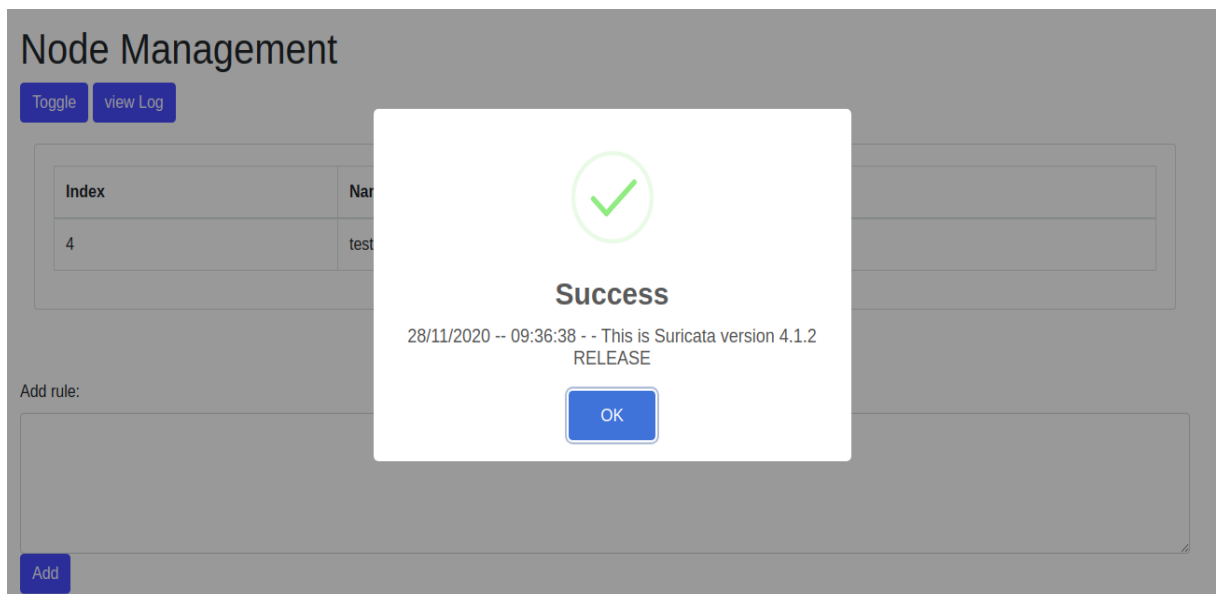 Node Management
Toggle view Log
Index
4
test
Success
28/11/2020 -- 09:36:38 - - This is Suricata version 4.1.2
RELEASE
OK
Add rule:
Add